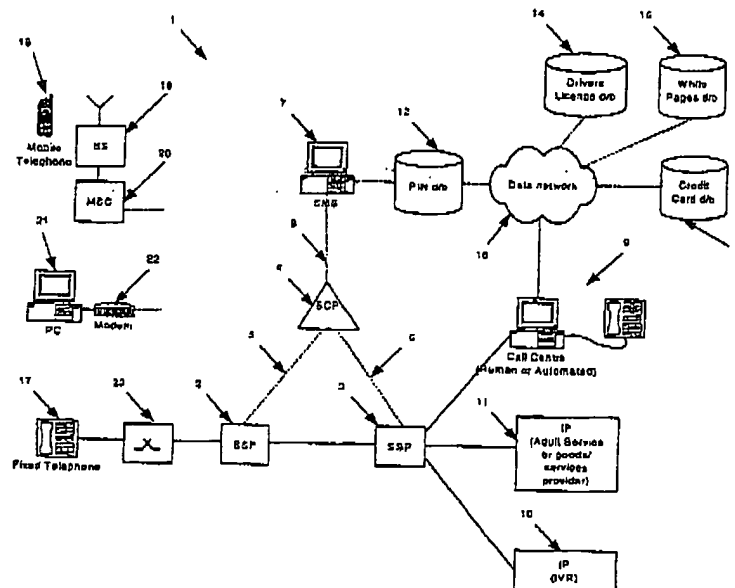 1
14
15
18
Drivers
Licence d/b
White
Pages d/b
19
7
12
BS
Mobile
Telephone
20
MSC
PIN d/b
Data network
Credit
Card d/b
SMS
21
22
8
16
9
4
SCP
PC
Modem
Call Centre
(Human or Automated)
5
6
17
23
2
3
11
IP
(Adult Service
or goods/
services
provider)
SSP
SSP
Fixed Telephone
10
IP
(IVR)